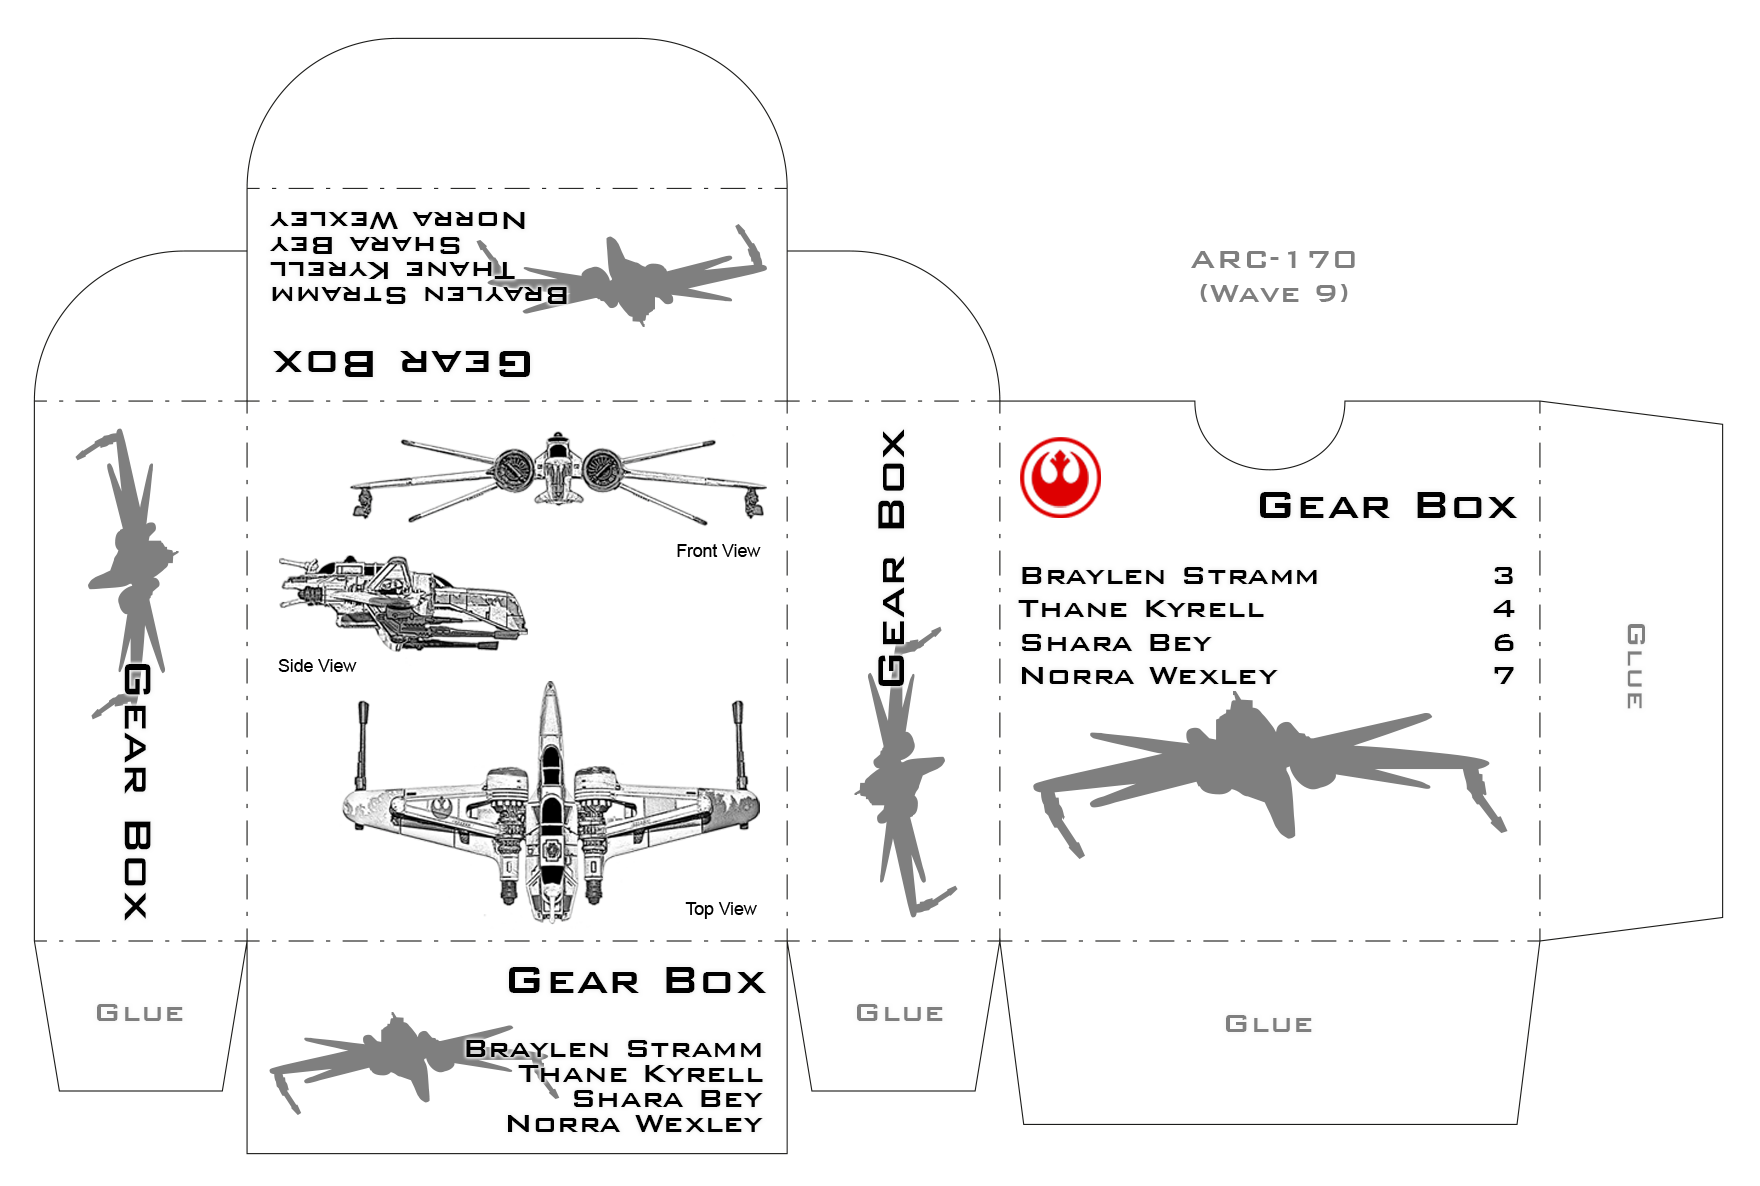 Norra Wexley
Shara Bey
Thane Kyrell
Braylen Stramm
Gear Box
ARC-170
(Wave 9)
Gear Box
Front View
Side View
Top View
Gear Box
Gear Box
Braylen Stramm 3
Thane Kyrell 4
Shara Bey 6
Norra Wexley 7
Glue
Glue
Gear Box
Braylen Stramm
Thane Kyrell
Shara Bey
Norra Wexley
Glue
Glue